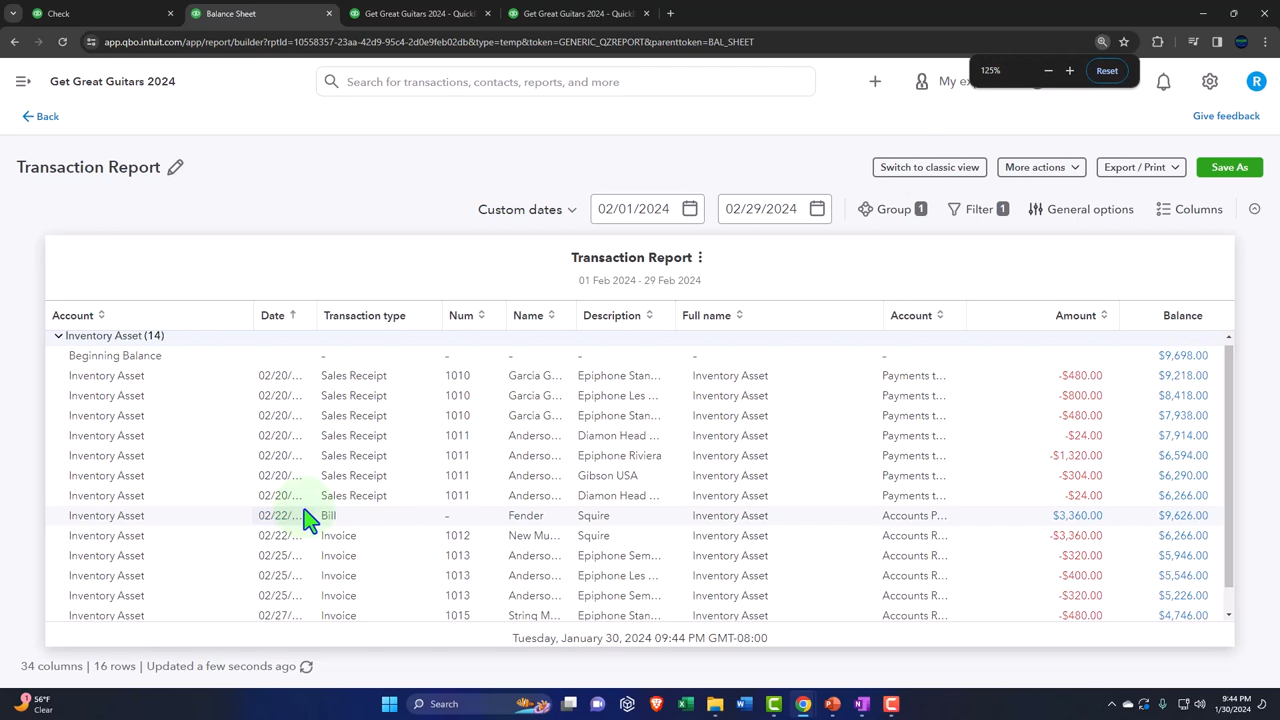 Check
Balance Sheet
Get Great Guitars 2024 - QuickB
Get Great Guitars 2024 - QuickB
app.qbo.intuit.com/app/report/builder?rptId=10558357-23aa-42d9-95c4-2d0e9feb02db&type=temp&token=GENERIC_QZREPORT&parenttoken=BAL_SHEET
125%
Reset
Get Great Guitars 2024
Search for transactions, contacts, reports, and more
My ex
R
Back
Give feedback
Transaction Report
Switch to classic view
More actions
Export / Print
Save As
Custom dates
02/01/2024
02/29/2024
Group 1
Filter 1
General options
Columns
Transaction Report
01 Feb 2024 - 29 Feb 2024
Account Date Transaction type Num Name Description Full name Account Amount Balance
Inventory Asset (14)
Beginning Balance – – – – – – $9,698.00
Inventory Asset 02/20/... Sales Receipt 1010 Garcia G... Epiphone Stan... Inventory Asset Payments t... -$480.00 $9,218.00
Inventory Asset 02/20/... Sales Receipt 1010 Garcia G... Epiphone Les ... Inventory Asset Payments t... -$800.00 $8,418.00
Inventory Asset 02/20/... Sales Receipt 1010 Garcia G... Epiphone Stan... Inventory Asset Payments t... -$480.00 $7,938.00
Inventory Asset 02/20/... Sales Receipt 1011 Anderso... Diamon Head ... Inventory Asset Payments t... -$24.00 $7,914.00
Inventory Asset 02/20/... Sales Receipt 1011 Anderso... Epiphone Riviera Inventory Asset Payments t... -$1,320.00 $6,594.00
Inventory Asset 02/20/... Sales Receipt 1011 Anderso... Gibson USA Inventory Asset Payments t... -$304.00 $6,290.00
Inventory Asset 02/20/... Sales Receipt 1011 Anderso... Diamon Head ... Inventory Asset Payments t... -$24.00 $6,266.00
Inventory Asset 02/22/... Bill – Fender Squire Inventory Asset Accounts P... $3,360.00 $9,626.00
Inventory Asset 02/22/... Invoice 1012 New Mu... Squire Inventory Asset Accounts R... -$3,360.00 $6,266.00
Inventory Asset 02/25/... Invoice 1013 Anderso... Epiphone Sem... Inventory Asset Accounts R... -$320.00 $5,946.00
Inventory Asset 02/25/... Invoice 1013 Anderso... Epiphone Les ... Inventory Asset Accounts R... -$400.00 $5,546.00
Inventory Asset 02/25/... Invoice 1013 Anderso... Epiphone Sem... Inventory Asset Accounts R... -$320.00 $5,226.00
Inventory Asset 02/27/... Invoice 1015 String M... Epiphone Stan... Inventory Asset Accounts R... -$480.00 $4,746.00
Tuesday, January 30, 2024 09:44 PM GMT-08:00
34 columns | 16 rows | Updated a few seconds ago
56°F
Clear
Search
9:44 PM
1/30/2024